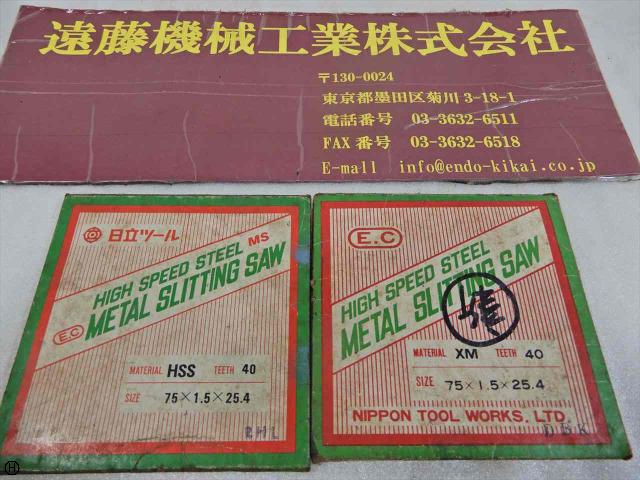 遠藤機械工業株式会社
〒130-0024
東京都墨田区菊川 3-18-1
電話番号 03-3632-6511
FAX番号 03-3632-6518
E-mall info@endo-kikai.co.jp
日立ツール
HIGH SPEED STEEL MS
E.C METAL SLITTING SAW
MATERIAL HSS TEETH 40
SIZE 75×1.5×25.4
E.C
HIGH SPEED STEEL
METAL SLITTING SAW
MATERIAL XM TEETH 40
SIZE 75×1.5×25.4
NIPPON TOOL WORKS, LTD
DBK
H